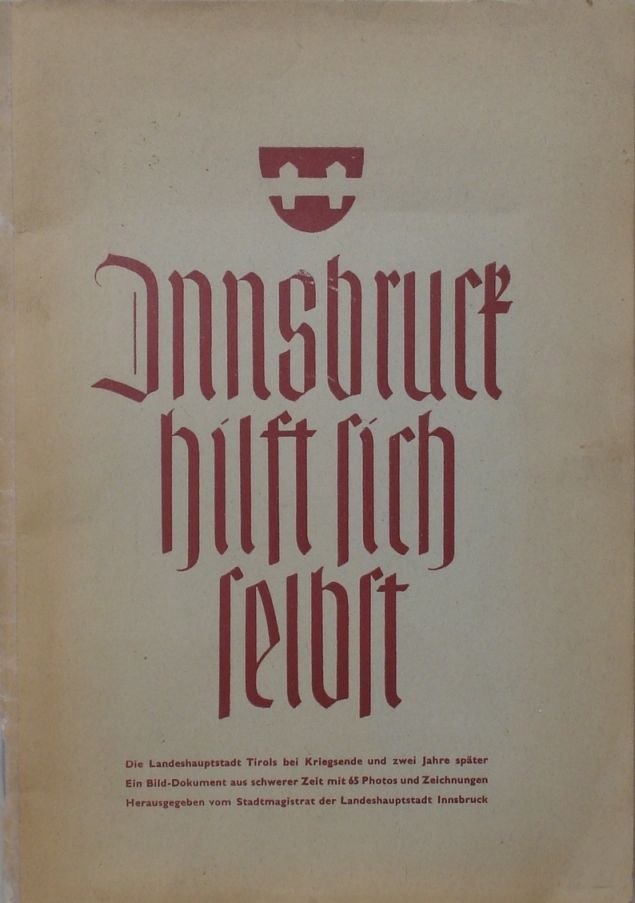 Innsbruck
hilft sich
selbst
Die Landeshauptstadt Tirols bei Kriegsende und zwei Jahre später
Ein Bild-Dokument aus schwerer Zeit mit 65 Photos und Zeichnungen
Herausgegeben vom Stadtmagistrat der Landeshauptstadt Innsbruck